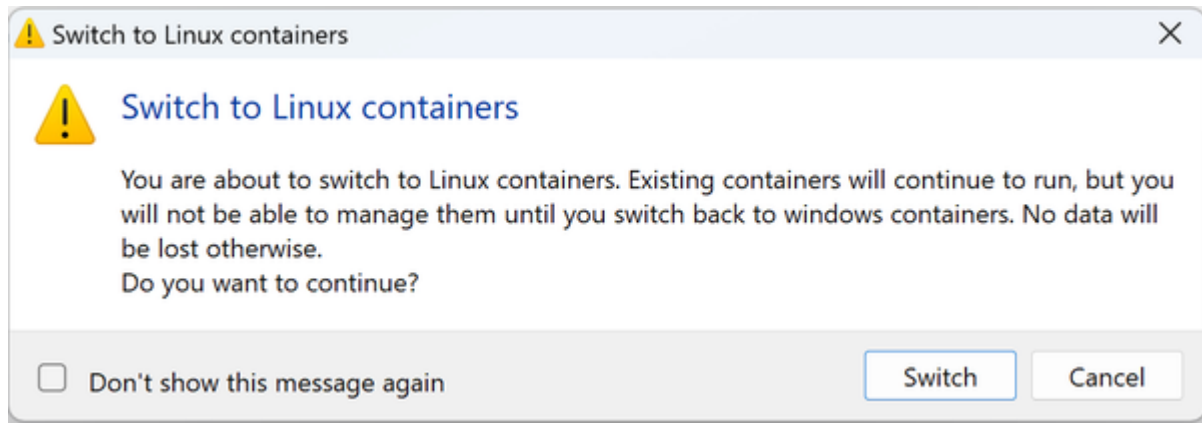 Switch to Linux containers
Switch to Linux containers
You are about to switch to Linux containers. Existing containers will continue to run, but you
will not be able to manage them until you switch back to windows containers. No data will
be lost otherwise.
Do you want to continue?
Don't show this message again
Switch
Cancel